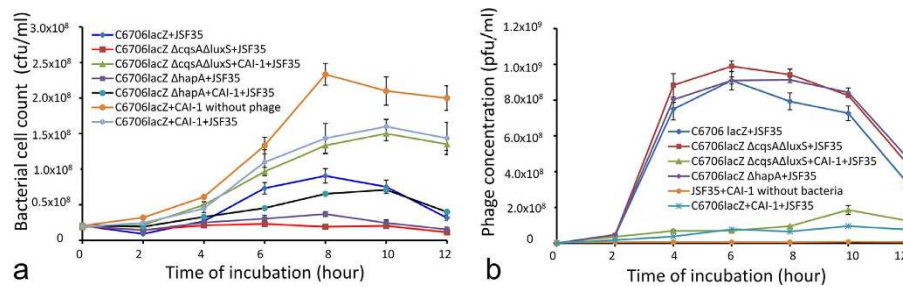 Bacterial cell count (cfu/ml)
3.0x10⁸
2.5x10⁸
2.0x10⁸
1.5x10⁸
1.0x10⁸
0.5x10⁸
0
C6706lacZ+JSF35
C6706lacZ ΔcqsAΔluxS+JSF35
C6706lacZ ΔcqsAΔluxS+CAI-1+JSF35
C6706lacZ ΔhapA+JSF35
C6706lacZ ΔhapA+CAI-1+JSF35
C6706lacZ+CAI-1 without phage
C6706lacZ+CAI-1+JSF35
0 2 4 6 8 10 12
Time of incubation (hour)
a
Phage concentration (pfu/ml)
1.2x10⁹
1.0x10⁹
8.0x10⁸
6.0x10⁸
4.0x10⁸
2.0x10⁸
0
C6706 lacZ+JSF35
C6706lacZ ΔcqsAΔluxS+JSF35
C6706lacZ ΔcqsAΔluxS+CAI-1+JSF35
C6706lacZ ΔhapA+JSF35
JSF35+CAI-1 without bacteria
C6706lacZ+CAI-1+JSF35
0 2 4 6 8 10 12
Time of incubation (hour)
b